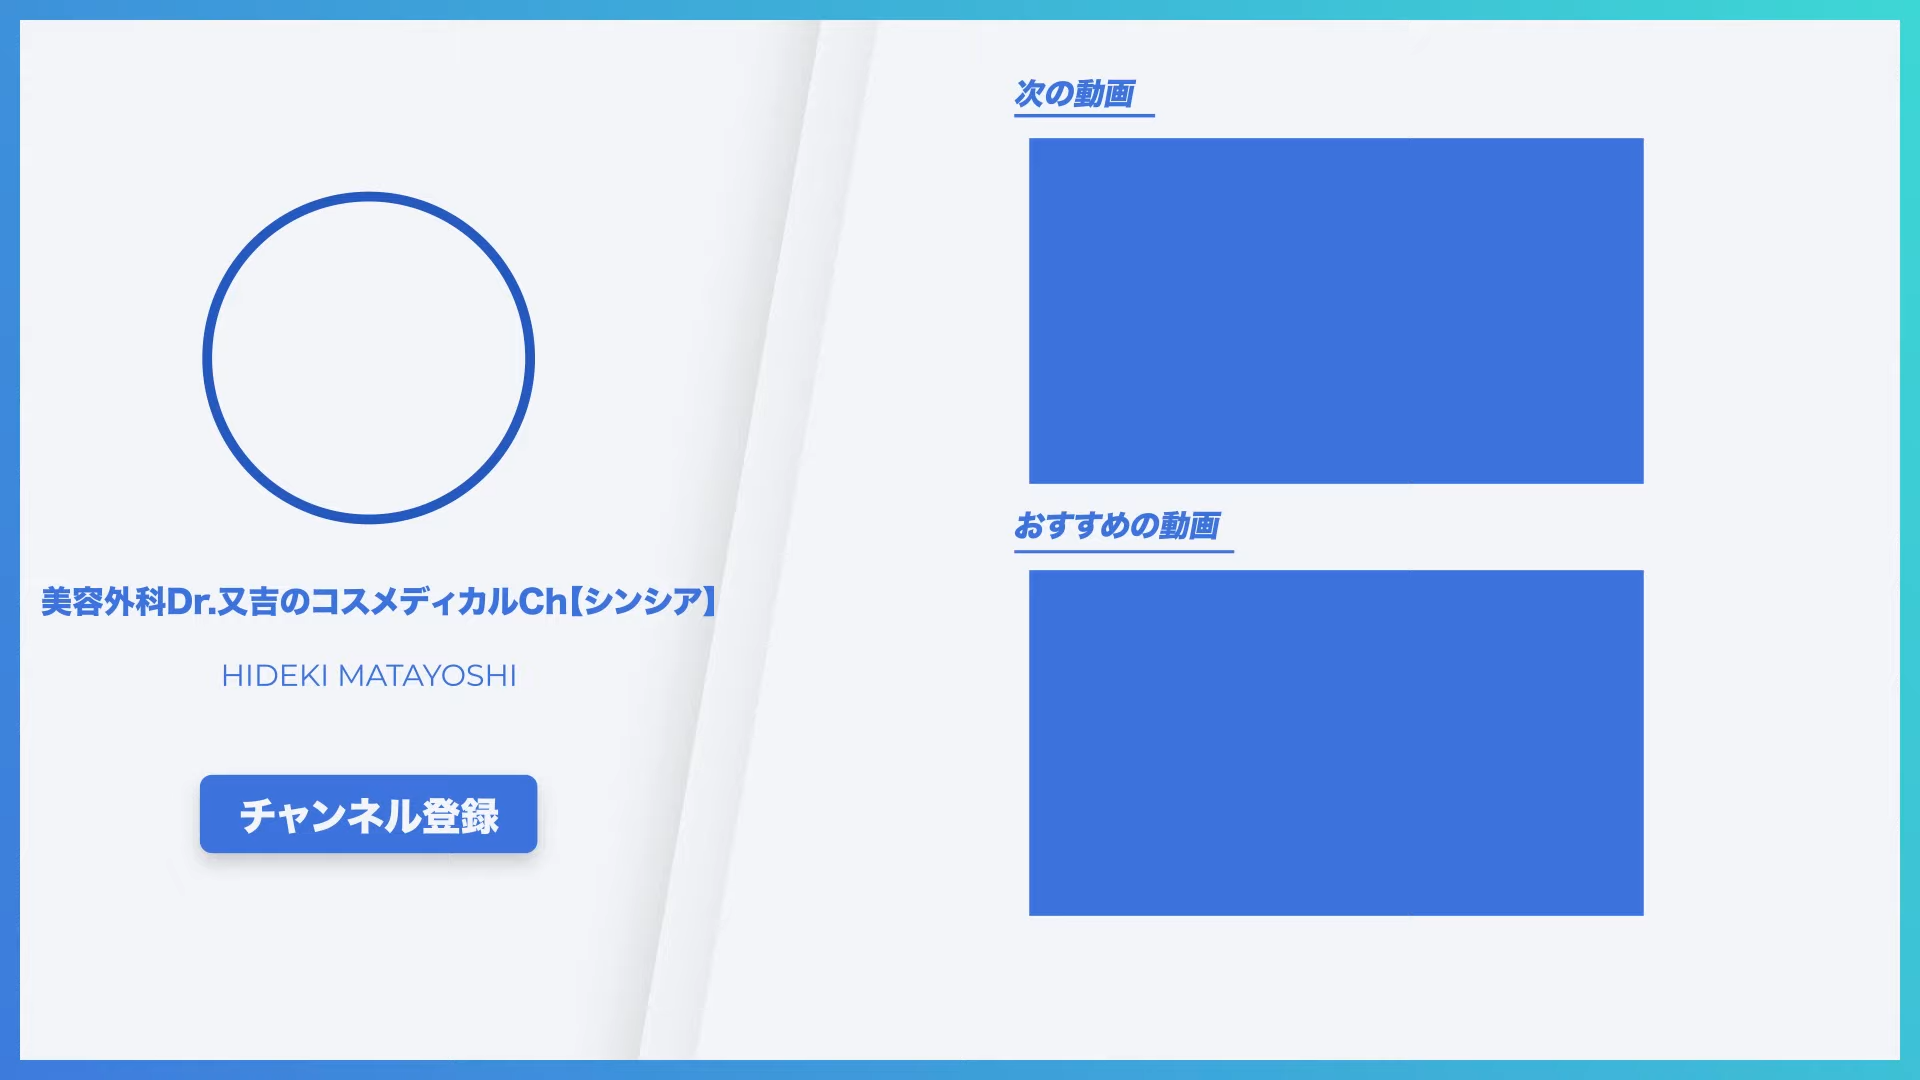 美容外科Dr.又吉のコスメディカルCh【シンシア】
HIDEKI MATAYOSHI
チャンネル登録
次の動画
おすすめの動画